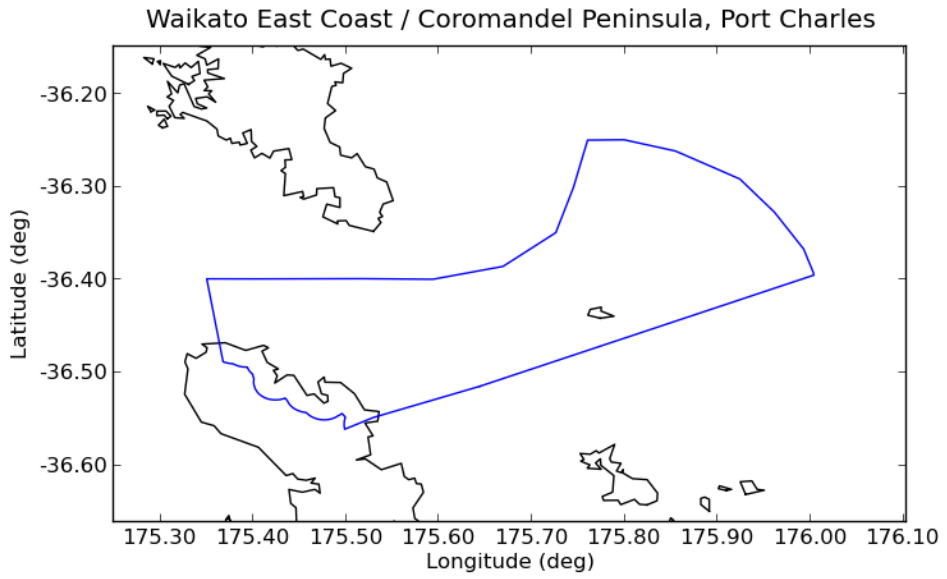 Waikato East Coast / Coromandel Peninsula, Port Charles
-36.20
-36.30
-36.40
-36.50
-36.60
Latitude (deg)
175.30 175.40 175.50 175.60 175.70 175.80 175.90 176.00 176.10
Longitude (deg)